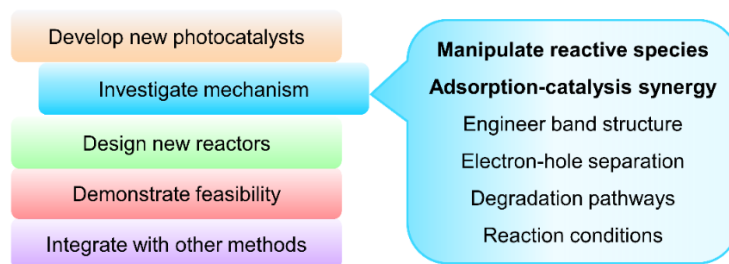 Develop new photocatalysts
Investigate mechanism
Design new reactors
Demonstrate feasibility
Integrate with other methods
Manipulate reactive species
Adsorption-catalysis synergy
Engineer band structure
Electron-hole separation
Degradation pathways
Reaction conditions